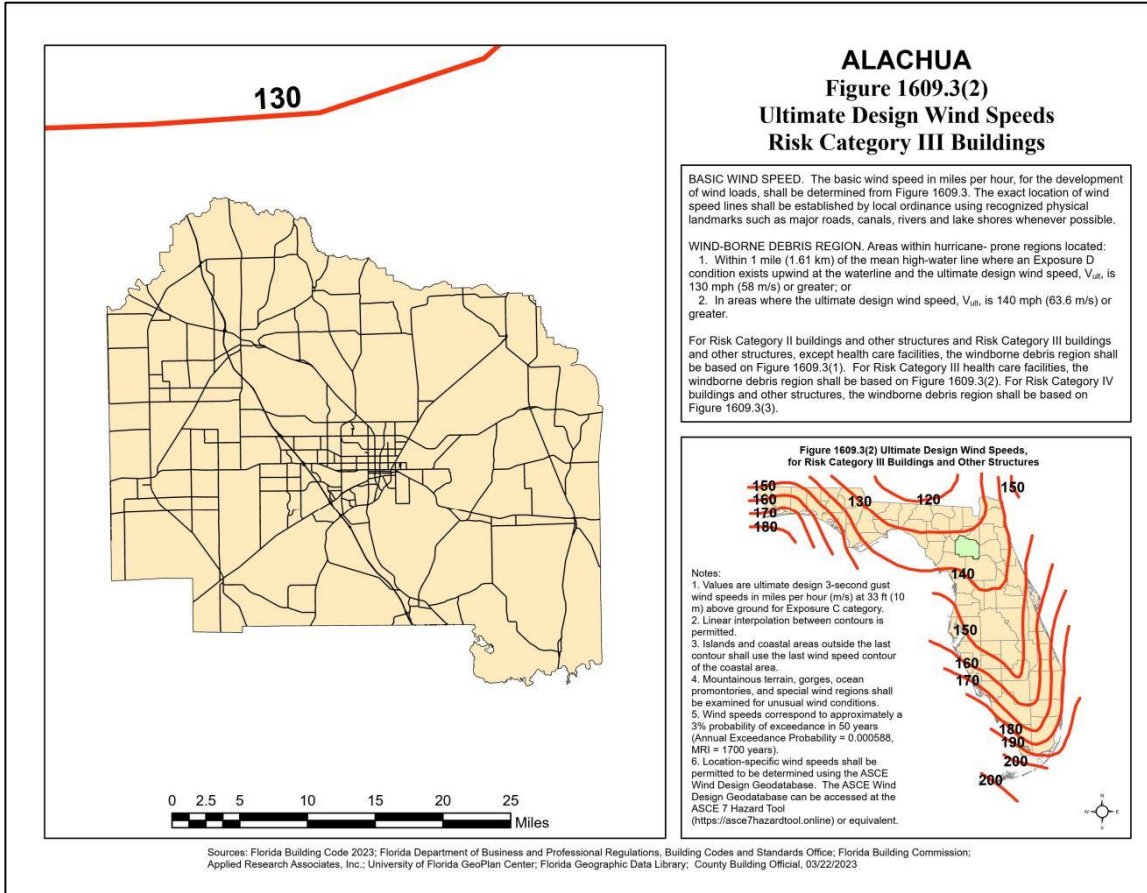 130
0 2.5 5 10 15 20 25
Miles
ALACHUA
Figure 1609.3(2)
Ultimate Design Wind Speeds
Risk Category III Buildings
BASIC WIND SPEED. The basic wind speed in miles per hour, for the development
of wind loads, shall be determined from Figure 1609.3. The exact location of wind
speed lines shall be established by local ordinance using recognized physical
landmarks such as major roads, canals, rivers and lake shores whenever possible.
WIND-BORNE DEBRIS REGION. Areas within hurricane- prone regions located:
1. Within 1 mile (1.61 km) of the mean high-water line where an Exposure D
condition exists upwind at the waterline and the ultimate design wind speed, Vult, is
130 mph (58 m/s) or greater; or
2. In areas where the ultimate design wind speed, Vult, is 140 mph (63.6 m/s) or
greater.
For Risk Category II buildings and other structures and Risk Category III buildings
and other structures, except health care facilities, the windborne debris region shall
be based on Figure 1609.3(1). For Risk Category III health care facilities, the
windborne debris region shall be based on Figure 1609.3(2). For Risk Category IV
buildings and other structures, the windborne debris region shall be based on
Figure 1609.3(3).
Figure 1609.3(2) Ultimate Design Wind Speeds,
for Risk Category III Buildings and Other Structures
150
160
170
180
130
120
150
140
150
160
170
180
190
200
200
Notes:
1. Values are ultimate design 3-second gust
wind speeds in miles per hour (m/s) at 33 ft (10
m) above ground for Exposure C category.
2. Linear interpolation between contours is
permitted.
3. Islands and coastal areas outside the last
contour shall use the last wind speed contour
of the coastal area.
4. Mountainous terrain, gorges, ocean
promontories, and special wind regions shall
be examined for unusual wind conditions.
5. Wind speeds correspond to approximately a
3% probability of exceedance in 50 years
(Annual Exceedance Probability = 0.000588,
MRI = 1700 years).
6. Location-specific wind speeds shall be
permitted to be determined using the ASCE
Wind Design Geodatabase. The ASCE Wind
Design Geodatabase can be accessed at the
ASCE 7 Hazard Tool
(https://asce7hazardtool.online) or equivalent.
N
W E
S
Sources: Florida Building Code 2023; Florida Department of Business and Professional Regulations, Building Codes and Standards Office; Florida Building Commission;
Applied Research Associates, Inc.; University of Florida GeoPlan Center; Florida Geographic Data Library; County Building Official, 03/22/2023